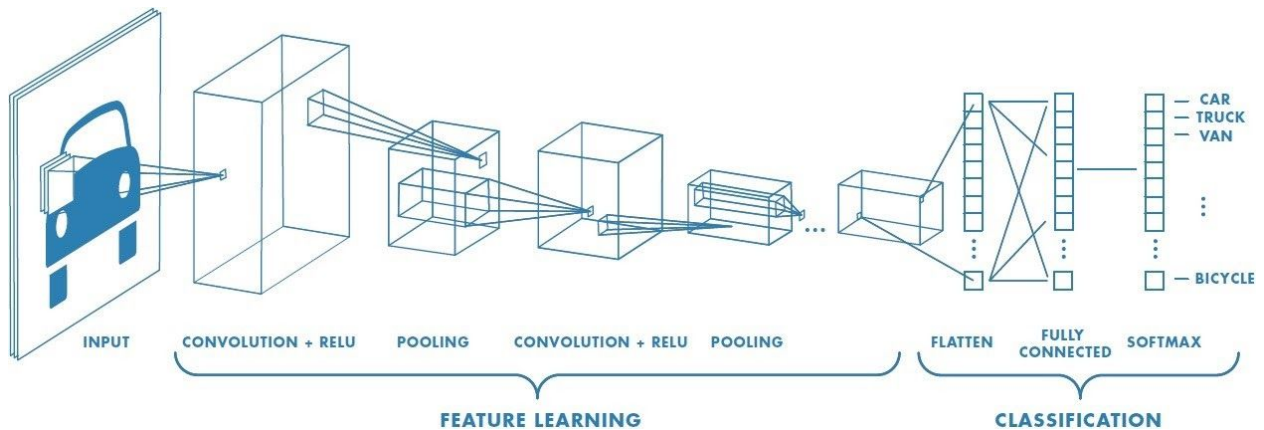 CAR
TRUCK
VAN
BICYCLE
INPUT
CONVOLUTION + RELU
POOLING
CONVOLUTION + RELU
POOLING
FLATTEN
FULLY
CONNECTED
SOFTMAX
FEATURE LEARNING
CLASSIFICATION